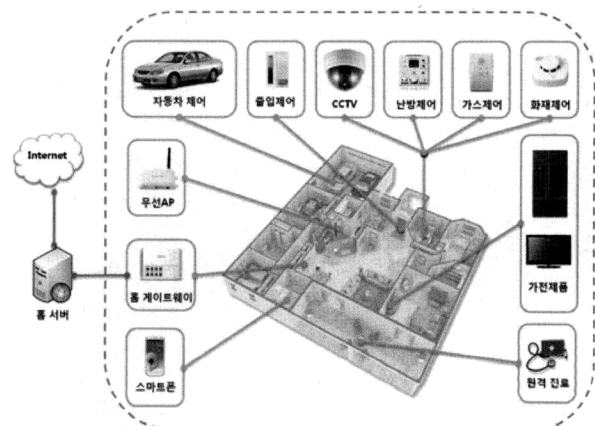 자동차 제어
출입제어
CCTV
난방제어
가스제어
화재제어
Internet
무선AP
홈 게이트웨이
홈 서버
스마트폰
가전제품
원격 진료